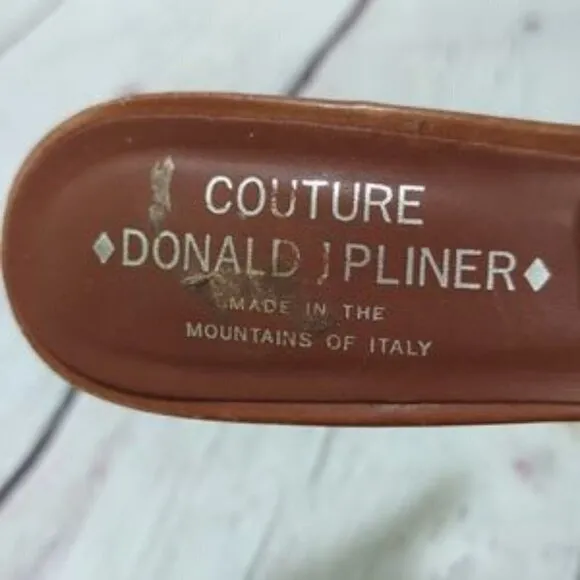 COUTURE
♦DONALD J PLINER♦
MADE IN THE
MOUNTAINS OF ITALY